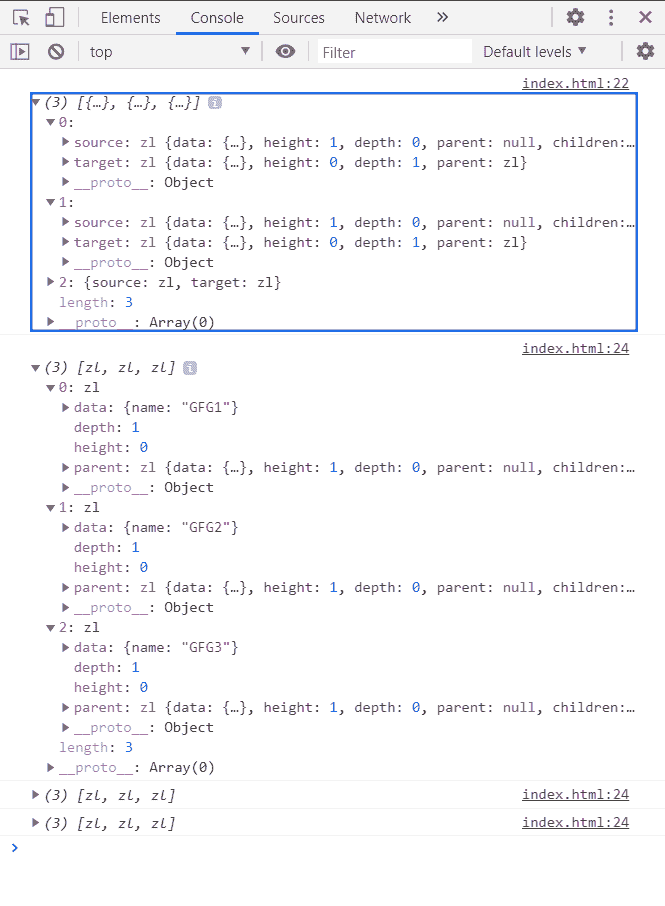 Elements Console Sources Network »
top Filter Default levels
index.html:22
(3) [{…}, {…}, {…}] i
0:
source: zl {data: {…}, height: 1, depth: 0, parent: null, children:…
target: zl {data: {…}, height: 0, depth: 1, parent: zl}
__proto__: Object
1:
source: zl {data: {…}, height: 1, depth: 0, parent: null, children:…
target: zl {data: {…}, height: 0, depth: 1, parent: zl}
__proto__: Object
2: {source: zl, target: zl}
length: 3
__proto__: Array(0)
index.html:24
(3) [zl, zl, zl] i
0: zl
data: {name: "GFG1"}
depth: 1
height: 0
parent: zl {data: {…}, height: 1, depth: 0, parent: null, children:…
__proto__: Object
1: zl
data: {name: "GFG2"}
depth: 1
height: 0
parent: zl {data: {…}, height: 1, depth: 0, parent: null, children:…
__proto__: Object
2: zl
data: {name: "GFG3"}
depth: 1
height: 0
parent: zl {data: {…}, height: 1, depth: 0, parent: null, children:…
__proto__: Object
length: 3
__proto__: Array(0)
(3) [zl, zl, zl] index.html:24
(3) [zl, zl, zl] index.html:24